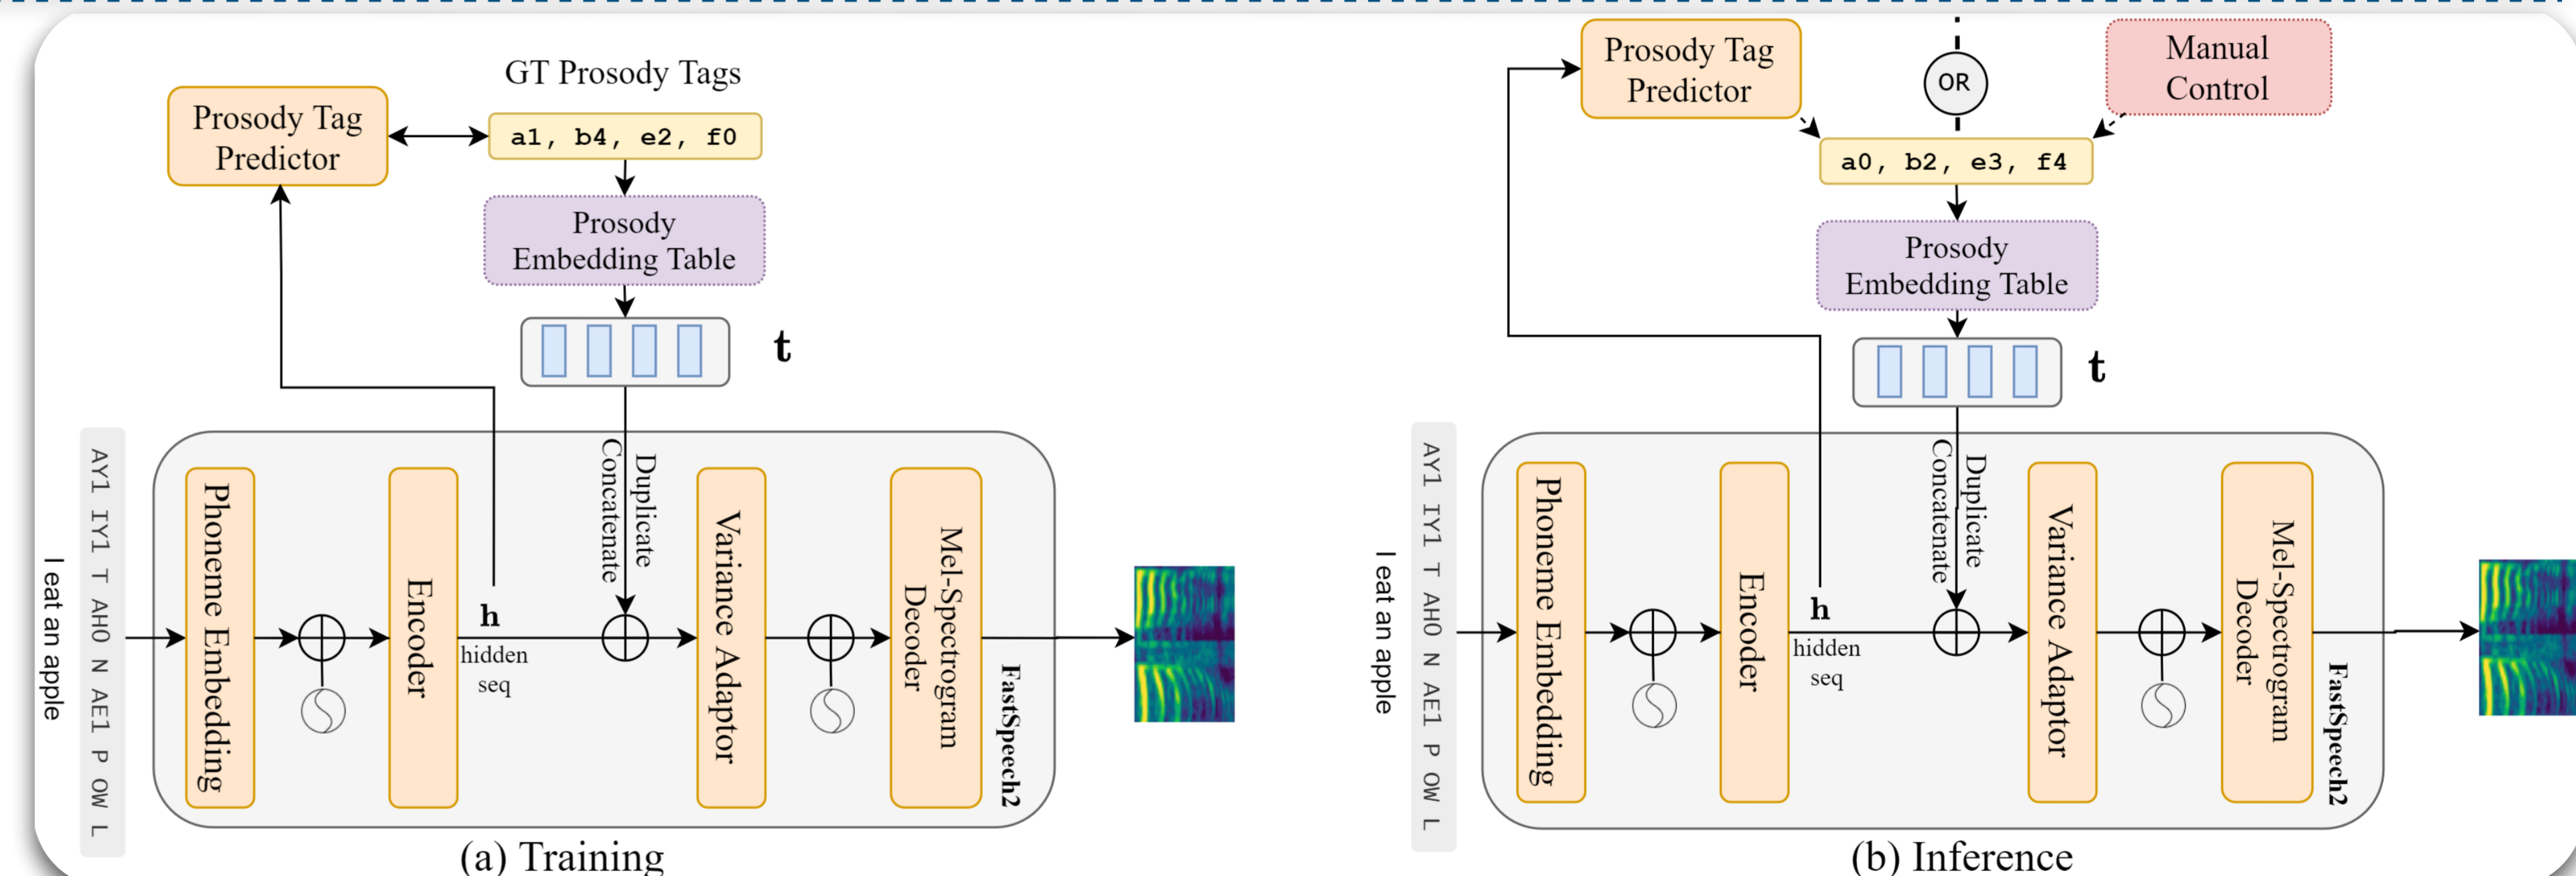 GT Prosody Tags
Prosody Tag
Predictor
a1, b4, e2, f0
Prosody
Embedding Table
t
Duplicate
Concatenate
I eat an apple
AY1 IY1 T AH0 N AE1 P OW L
Phoneme Embedding
Encoder
h
hidden
seq
Variance Adaptor
Mel-Spectrogram
Decoder
FastSpeech2
(a) Training
Prosody Tag
Predictor
OR
Manual
Control
a0, b2, e3, f4
Prosody
Embedding Table
t
Duplicate
Concatenate
I eat an apple
AY1 IY1 T AH0 N AE1 P OW L
Phoneme Embedding
Encoder
h
hidden
seq
Variance Adaptor
Mel-Spectrogram
Decoder
FastSpeech2
(b) Inference